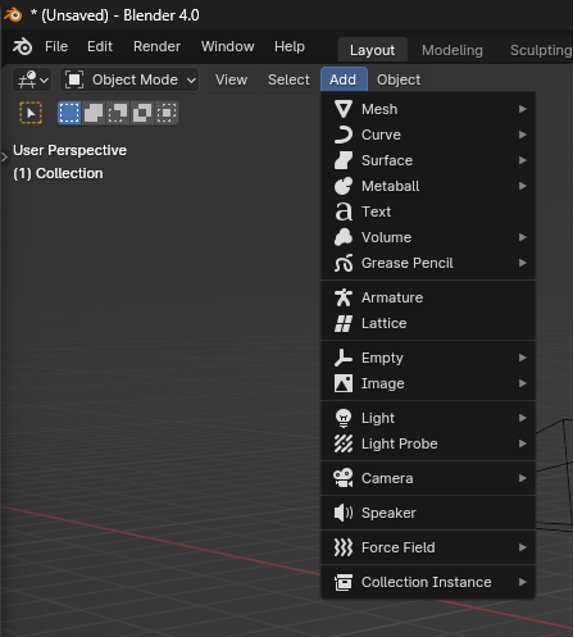 * (Unsaved) - Blender 4.0
File Edit Render Window Help Layout Modeling Sculpting
Object Mode View Select Add Object
User Perspective
(1) Collection
Mesh
Curve
Surface
Metaball
Text
Volume
Grease Pencil
Armature
Lattice
Empty
Image
Light
Light Probe
Camera
Speaker
Force Field
Collection Instance